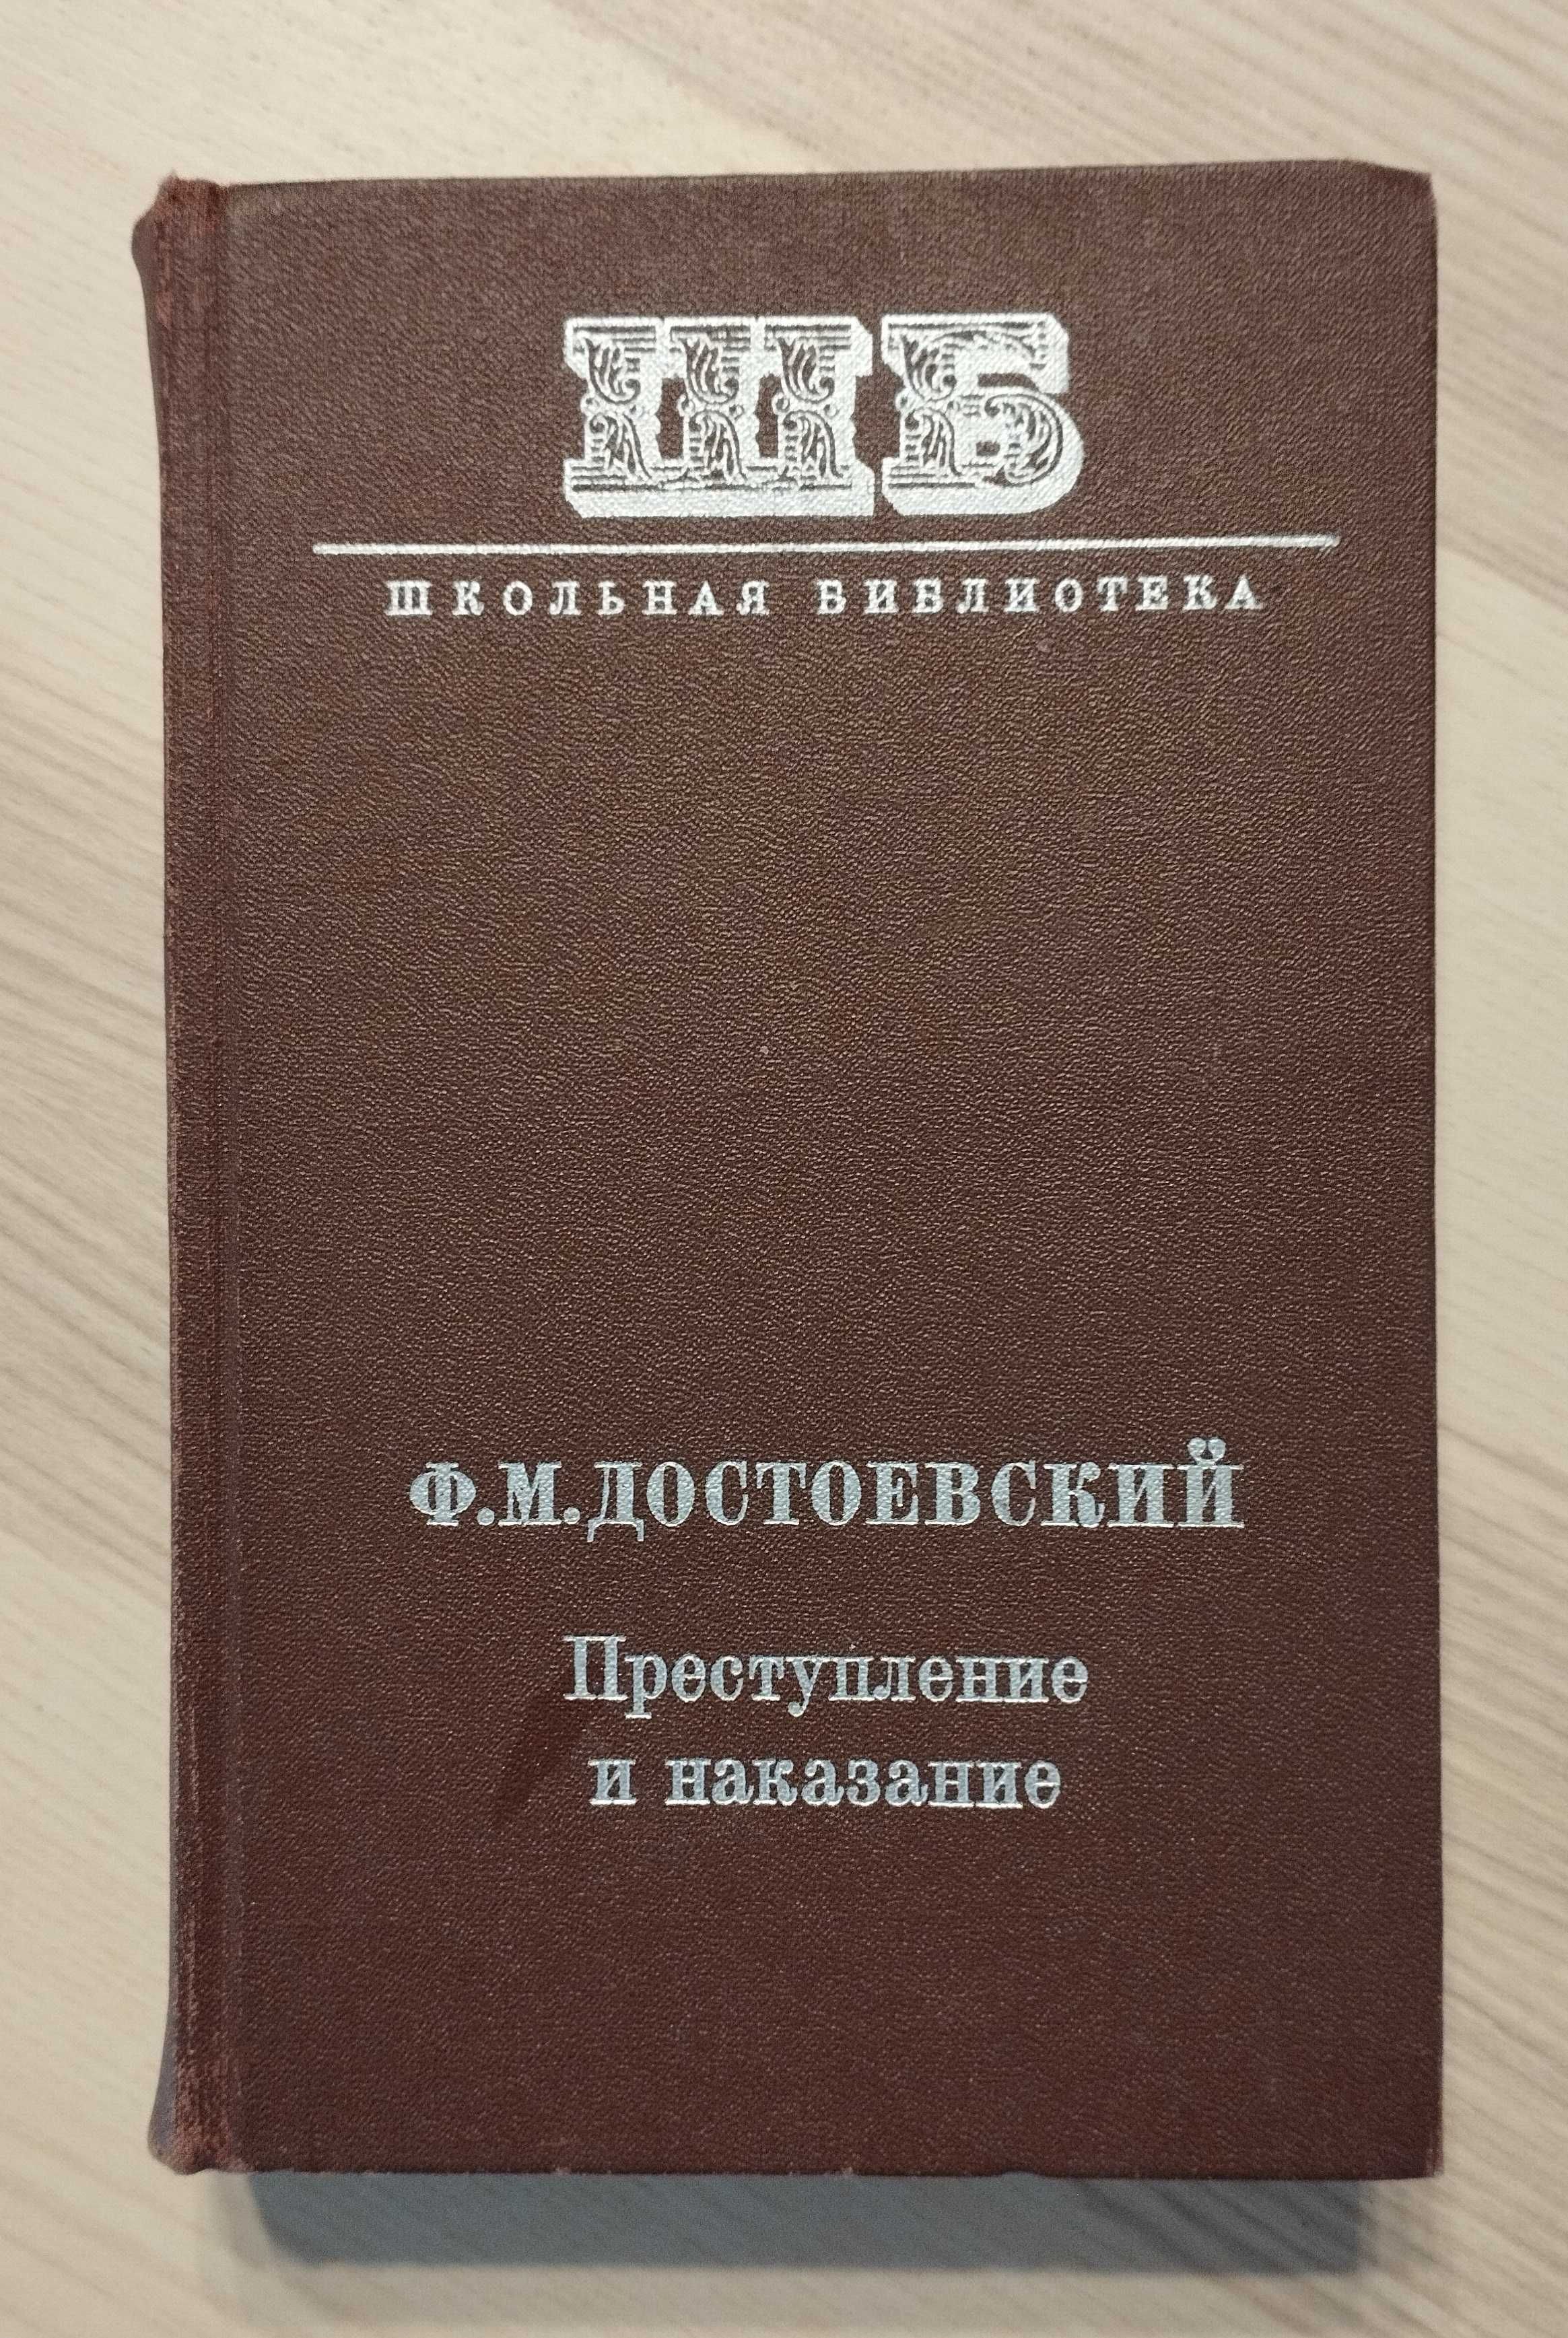 ШБ
ШКОЛЬНАЯ БИБЛИОТЕКА
Ф.М.ДОСТОЕВСКИЙ
Преступление
и наказание